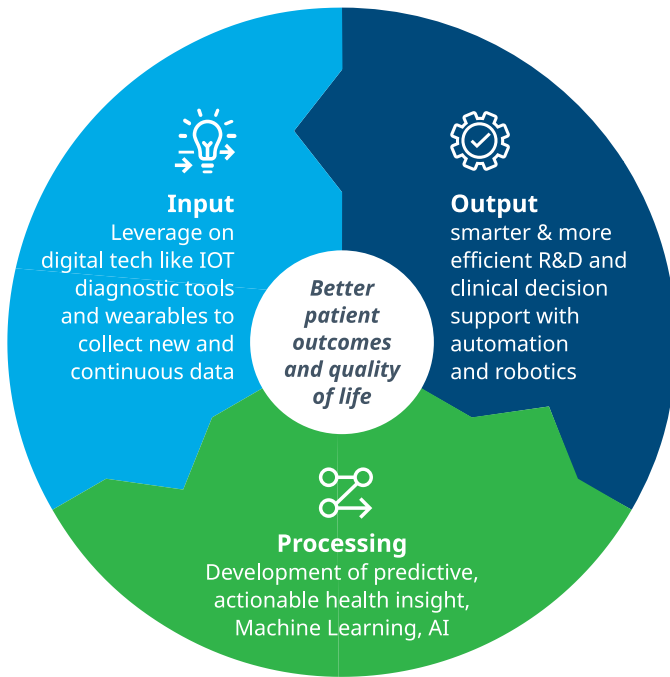 Input
Leverage on
digital tech like IOT
diagnostic tools
and wearables to
collect new and
continuous data
Output
smarter & more
efficient R&D and
clinical decision
support with
automation
and robotics
Better
patient
outcomes
and quality
of life
Processing
Development of predictive,
actionable health insight,
Machine Learning, AI